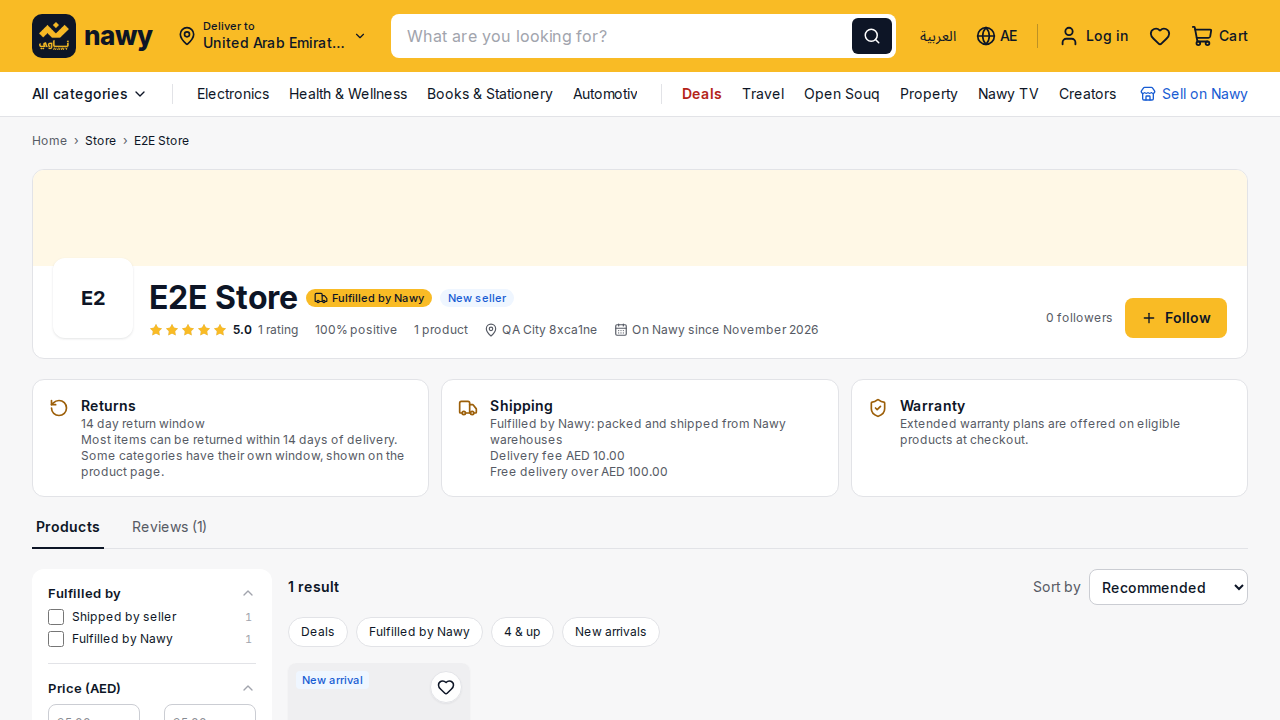 نـــاوي
NAWY
nawy
Deliver to
United Arab Emirat...
What are you looking for?
العربية
AE
Log in
Cart
All categories
Electronics
Health & Wellness
Books & Stationery
Automotiv
Deals
Travel
Open Souq
Property
Nawy TV
Creators
Sell on Nawy
Home › Store › E2E Store
E2
E2E Store
Fulfilled by Nawy
New seller
5.0 1 rating
100% positive
1 product
QA City 8xca1ne
On Nawy since November 2026
0 followers
Follow
Returns
14 day return window
Most items can be returned within 14 days of delivery.
Some categories have their own window, shown on the
product page.
Shipping
Fulfilled by Nawy: packed and shipped from Nawy
warehouses
Delivery fee AED 10.00
Free delivery over AED 100.00
Warranty
Extended warranty plans are offered on eligible
products at checkout.
Products
Reviews (1)
Fulfilled by
Shipped by seller 1
Fulfilled by Nawy 1
Price (AED)
1 result
Sort by
Recommended
Deals
Fulfilled by Nawy
4 & up
New arrivals
New arrival